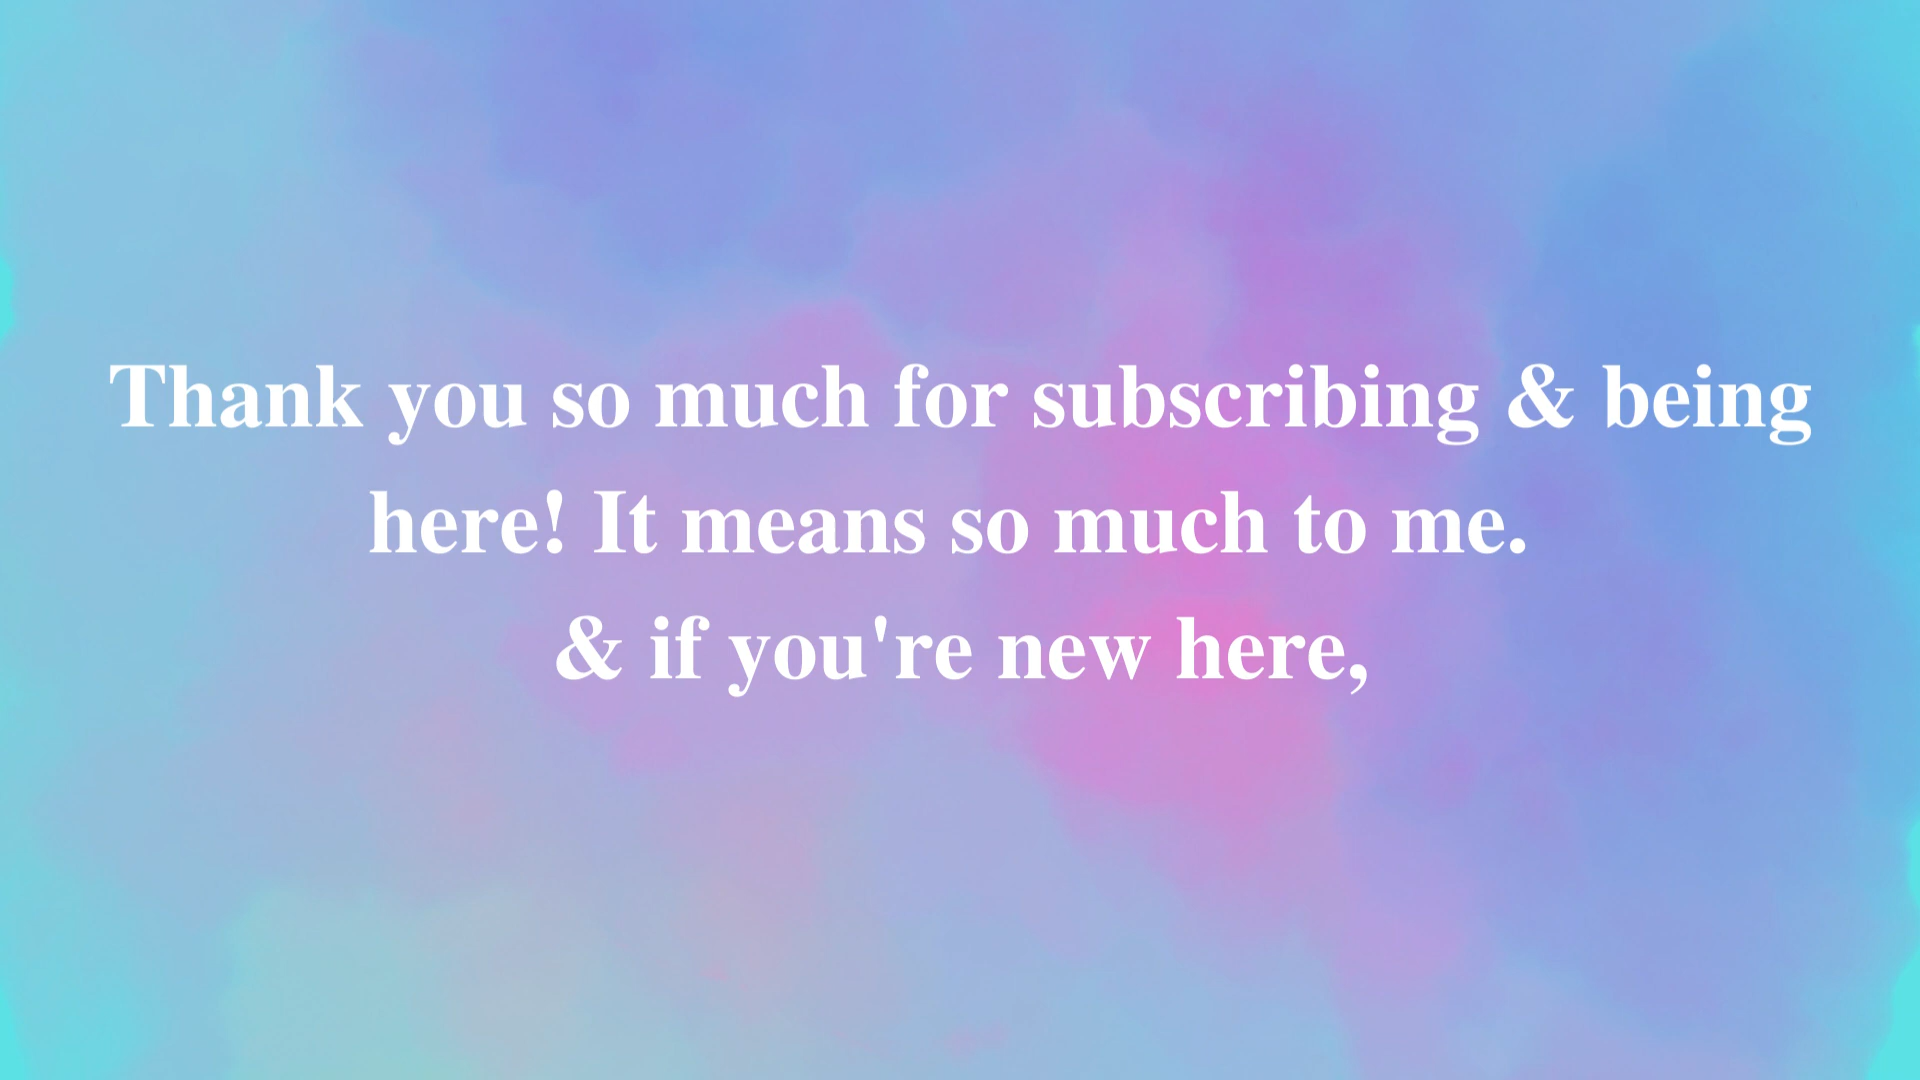 Thank you so much for subscribing & being
here! It means so much to me.
& if you're new here,